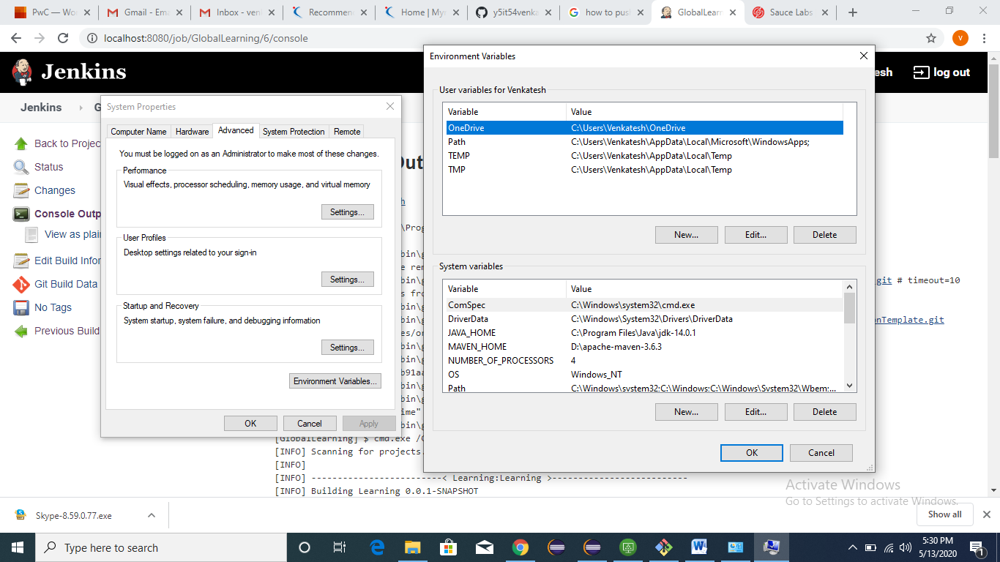 PwC — Wo
Gmail - Ema
Inbox - ven
Recommen
Home | My
y5it54venka
how to pus
GlobalLearn
Sauce Labs
localhost:8080/job/GlobalLearning/6/console
V
Jenkins
esh
log out
Jenkins
G
Back to Projec
Status
Changes
Console Outp
View as plai
Edit Build Infor
Git Build Data
No Tags
Previous Build
System Properties
Computer Name Hardware Advanced System Protection Remote
You must be logged on as an Administrator to make most of these changes.
Performance
Visual effects, processor scheduling, memory usage, and virtual memory
Settings...
User Profiles
Desktop settings related to your sign-in
Settings...
Startup and Recovery
System startup, system failure, and debugging information
Settings...
Environment Variables...
OK Cancel Apply
Environment Variables
User variables for Venkatesh
Variable Value
OneDrive C:\Users\Venkatesh\OneDrive
Path C:\Users\Venkatesh\AppData\Local\Microsoft\WindowsApps;
TEMP C:\Users\Venkatesh\AppData\Local\Temp
TMP C:\Users\Venkatesh\AppData\Local\Temp
New... Edit... Delete
System variables
Variable Value
ComSpec C:\Windows\system32\cmd.exe
DriverData C:\Windows\System32\Drivers\DriverData
JAVA_HOME C:\Program Files\Java\jdk-14.0.1
MAVEN_HOME D:\apache-maven-3.6.3
NUMBER_OF_PROCESSORS 4
OS Windows_NT
Path C:\Windows\system32;C:\Windows;C:\Windows\System32\Wbem;...
New... Edit... Delete
OK Cancel
Out
h
\Prog
bin\g
e rem
bin\g
git # timeout=10
s fro
bin\g
onTemplate.git
bin\g
es/or
bin\g
bin\g
b91aa
bin\g
bin\g
ime"
bin\g
[GlobalLearning] $ cmd.exe /C
[INFO] Scanning for projects.
[INFO]
[INFO] -------------------------< Learning:Learning >--------------------------
[INFO] Building Learning 0.0.1-SNAPSHOT
Activate Windows
Go to Settings to activate Windows.
Skype-8.59.0.77.exe
Show all
Type here to search
5:30 PM
5/13/2020
1